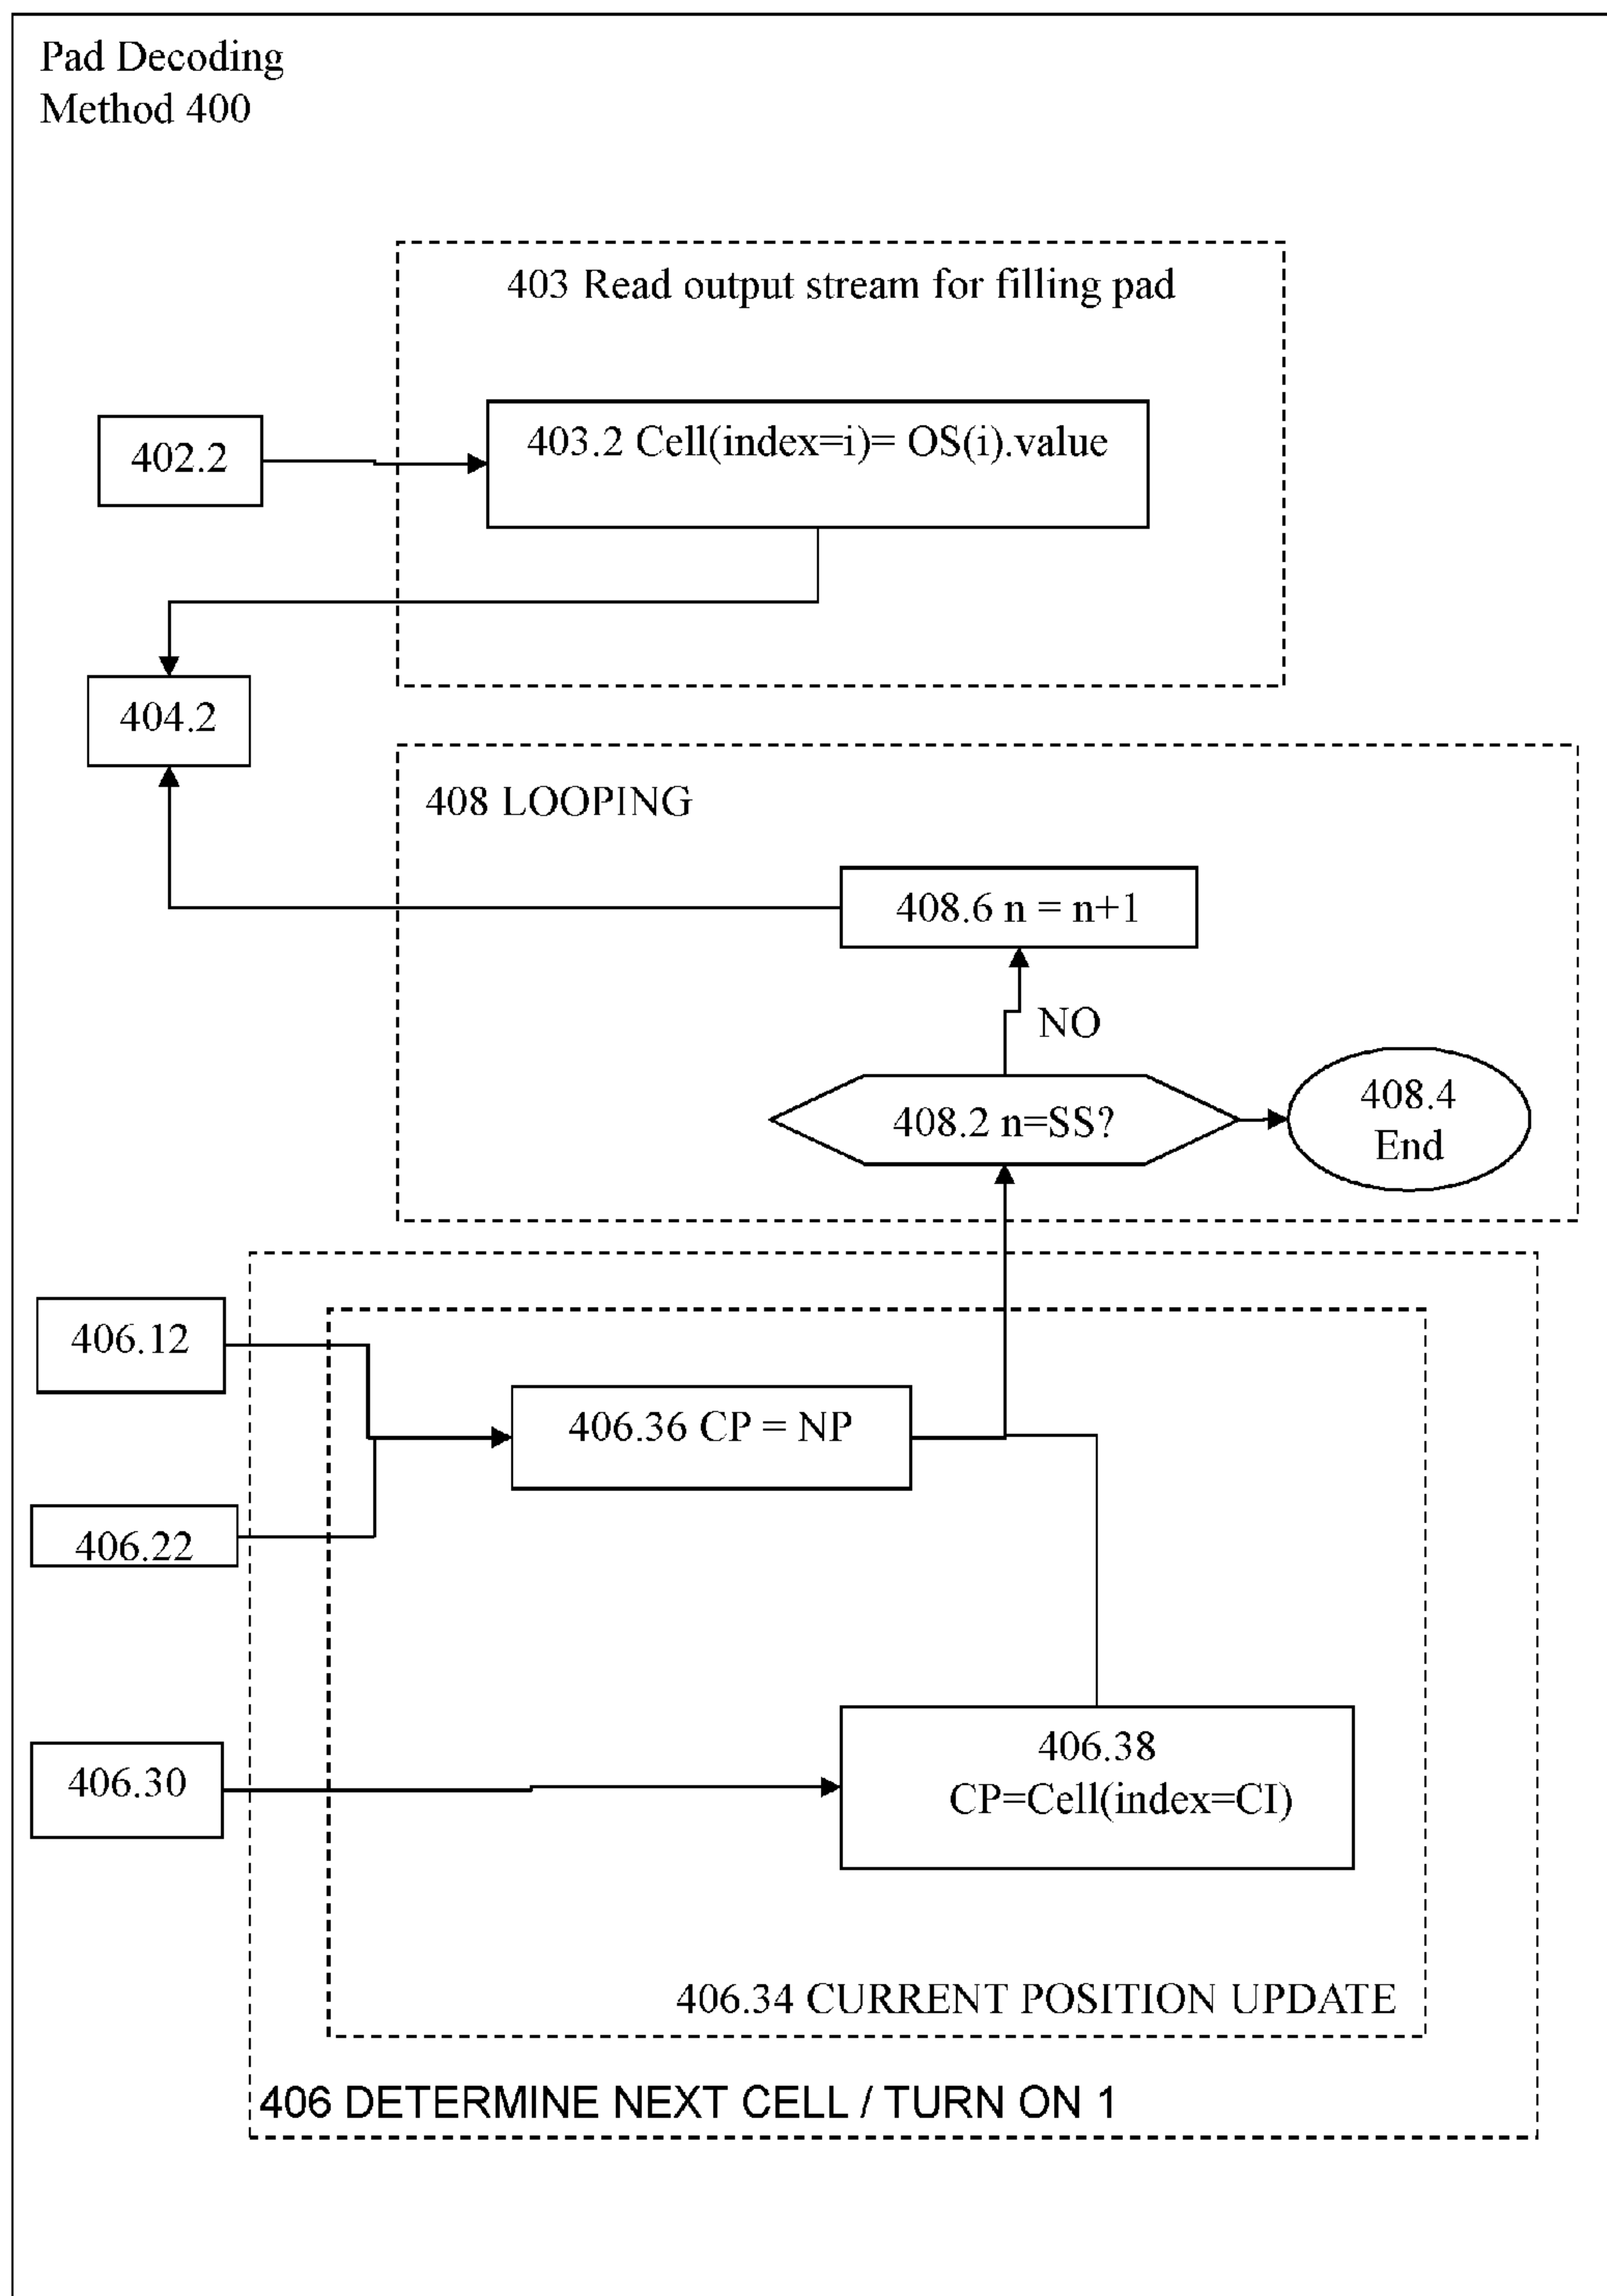 Pad Decoding
Method 400
403 Read output stream for filling pad
402.2
403.2 Cell(index=i)= OS(i).value
404.2
408 LOOPING
408.6 n = n+1
NO
408.2 n=SS?
408.4
End
406.12
406.36 CP = NP
406.22
406.30
406.38
CP=Cell(index=CI)
406.34 CURRENT POSITION UPDATE
406 DETERMINE NEXT CELL / TURN ON 1